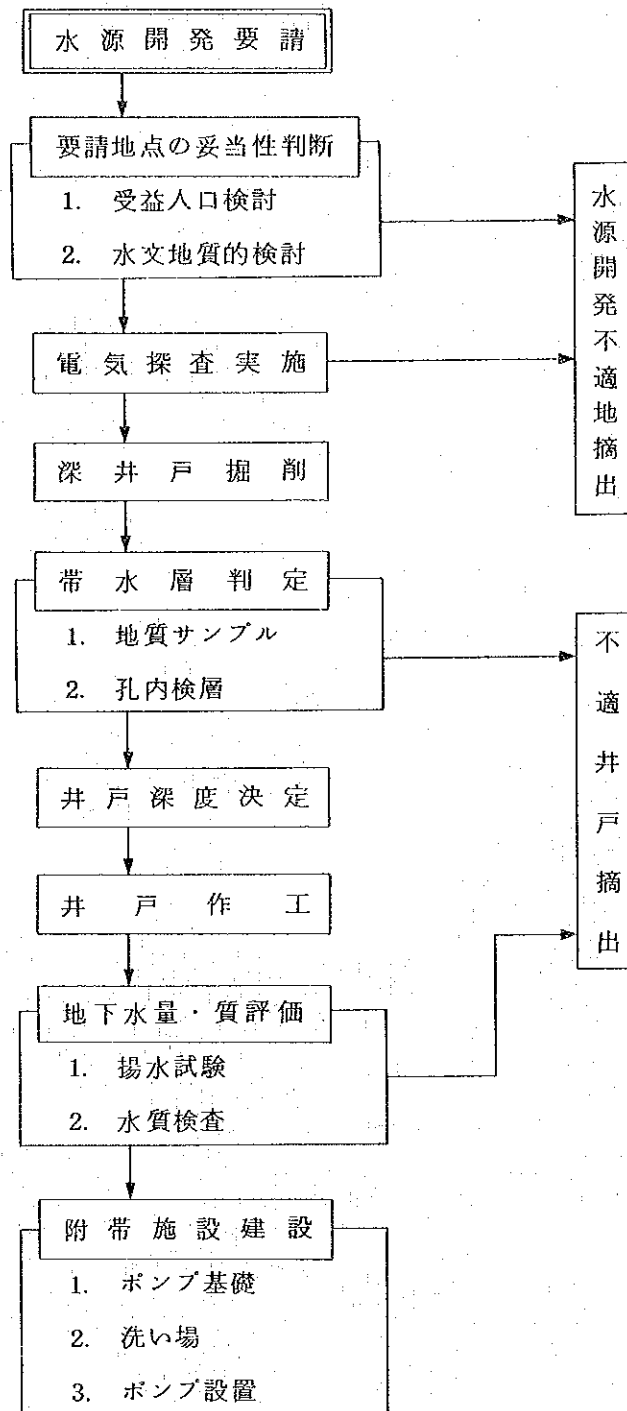 水源開発要請
要請地点の妥当性判断
1. 受益人口検討
2. 水文地質的検討
電気探査実施
深井戸掘削
帯水層判定
1. 地質サンプル
2. 孔内検層
井戸深度決定
井戸作工
地下水量・質評価
1. 揚水試験
2. 水質検査
附帯施設建設
1. ポンプ基礎
2. 洗い場
3. ポンプ設置
水源開発不適地摘出
不適井戸摘出